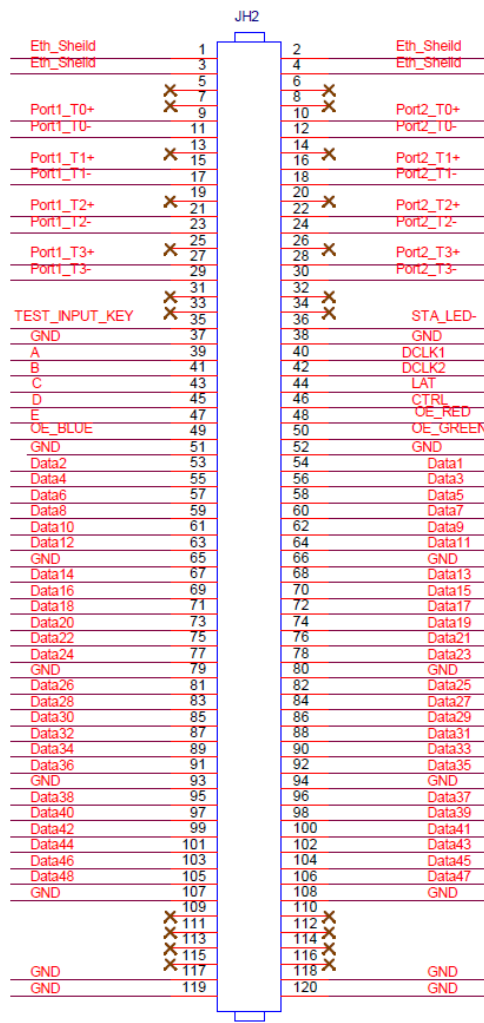 JH2
Eth_Sheild 1 2 Eth_Sheild
Eth_Sheild 3 4 Eth_Sheild
5 6
7 8
Port1_T0+ 9 10 Port2_T0+
Port1_T0- 11 12 Port2_T0-
13 14
Port1_T1+ 15 16 Port2_T1+
Port1_T1- 17 18 Port2_T1-
19 20
Port1_T2+ 21 22 Port2_T2+
Port1_T2- 23 24 Port2_T2-
25 26
Port1_T3+ 27 28 Port2_T3+
Port1_T3- 29 30 Port2_T3-
31 32
33 34
TEST_INPUT_KEY 35 36 STA_LED-
GND 37 38 GND
A 39 40 DCLK1
B 41 42 DCLK2
C 43 44 LAT
D 45 46 CTRL
E 47 48 OE_RED
OE_BLUE 49 50 OE_GREEN
GND 51 52 GND
Data2 53 54 Data1
Data4 55 56 Data3
Data6 57 58 Data5
Data8 59 60 Data7
Data10 61 62 Data9
Data12 63 64 Data11
GND 65 66 GND
Data14 67 68 Data13
Data16 69 70 Data15
Data18 71 72 Data17
Data20 73 74 Data19
Data22 75 76 Data21
Data24 77 78 Data23
GND 79 80 GND
Data26 81 82 Data25
Data28 83 84 Data27
Data30 85 86 Data29
Data32 87 88 Data31
Data34 89 90 Data33
Data36 91 92 Data35
GND 93 94 GND
Data38 95 96 Data37
Data40 97 98 Data39
Data42 99 100 Data41
Data44 101 102 Data43
Data46 103 104 Data45
Data48 105 106 Data47
GND 107 108 GND
109 110
111 112
113 114
115 116
GND 117 118 GND
GND 119 120 GND